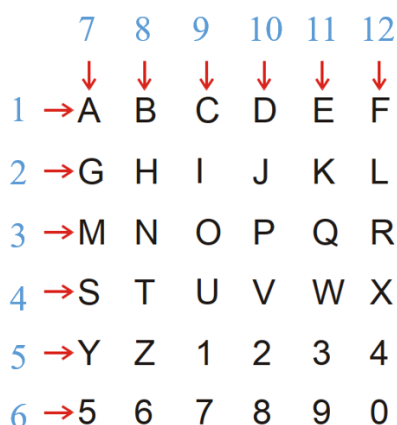 7 8 9 10 11 12
1 A B C D E F
2 G H I J K L
3 M N O P Q R
4 S T U V W X
5 Y Z 1 2 3 4
6 5 6 7 8 9 0